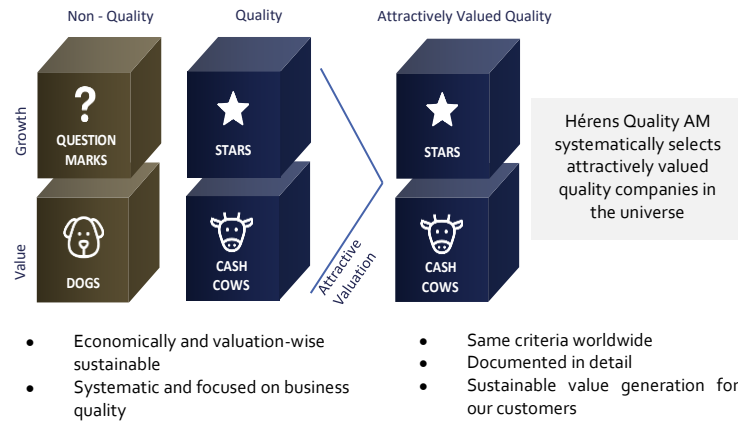 Non - Quality
Quality
Attractively Valued Quality
Growth
?
QUESTION
MARKS
STARS
STARS
Hérens Quality AM
systematically selects
attractively valued
quality companies in
the universe
Value
DOGS
CASH
COWS
Attractive
Valuation
CASH
COWS
• Economically and valuation-wise
sustainable
• Systematic and focused on business
quality
• Same criteria worldwide
• Documented in detail
• Sustainable value generation for
our customers